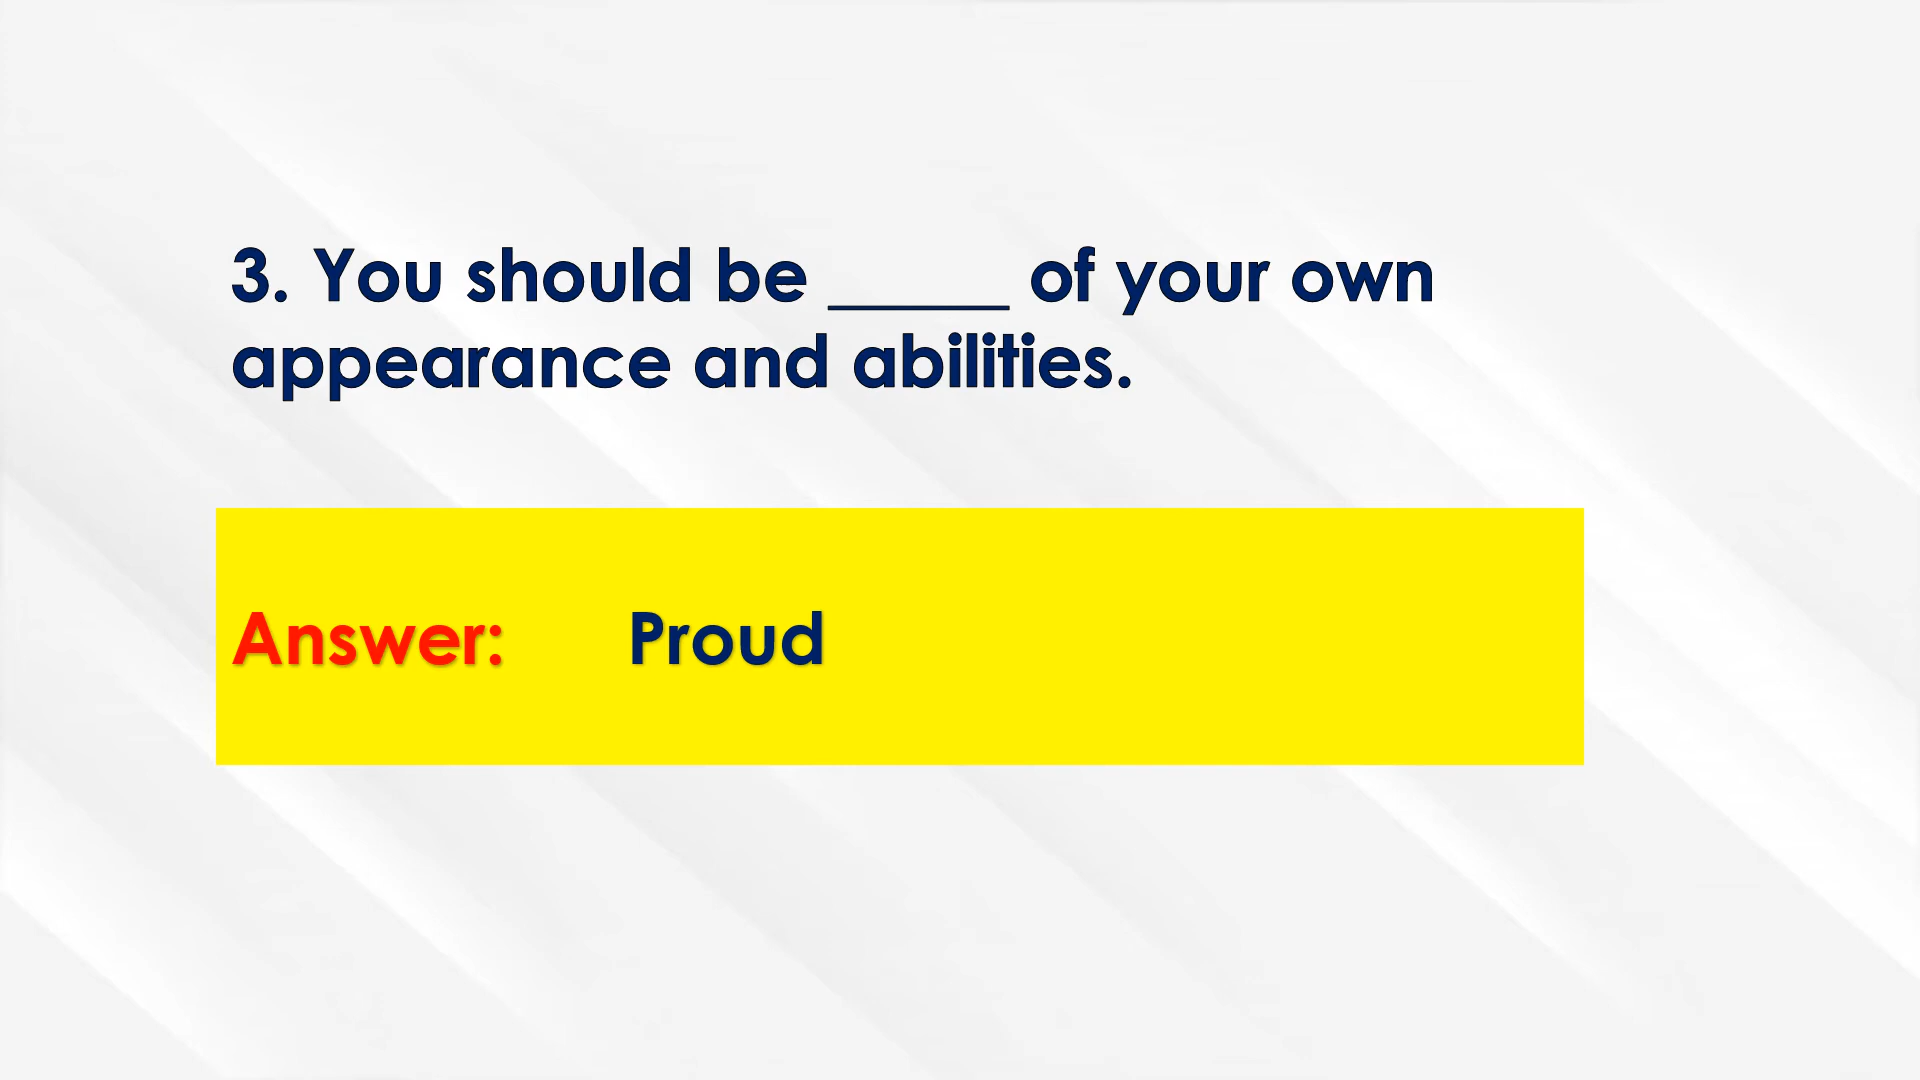 3. You should be _____ of your own
appearance and abilities.
Answer: Proud